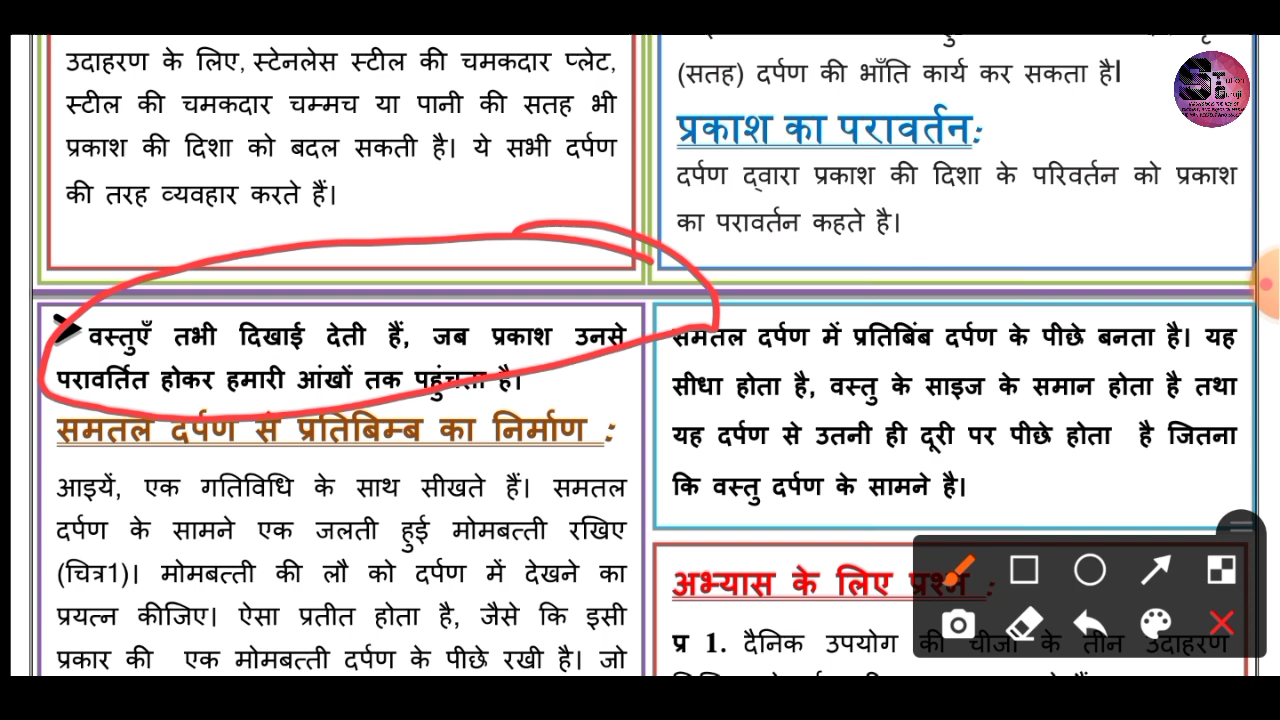 उदाहरण के लिए, स्टेनलेस स्टील की चमकदार प्लेट,
स्टील की चमकदार चम्मच या पानी की सतह भी
प्रकाश की दिशा को बदल सकती है। ये सभी दर्पण
की तरह व्यवहार करते हैं।
(सतह) दर्पण की भाँति कार्य कर सकता है।
प्रकाश का परावर्तन:
दर्पण द्वारा प्रकाश की दिशा के परिवर्तन को प्रकाश
का परावर्तन कहते है।
➤ वस्तुएँ तभी दिखाई देती हैं, जब प्रकाश उनसे
परावर्तित होकर हमारी आंखों तक पहुंचता है।
समतल दर्पण से प्रतिबिम्ब का निर्माण :
आइयें, एक गतिविधि के साथ सीखते हैं। समतल
दर्पण के सामने एक जलती हुई मोमबत्ती रखिए
(चित्र1)। मोमबत्ती की लौ को दर्पण में देखने का
प्रयत्न कीजिए। ऐसा प्रतीत होता है, जैसे कि इसी
प्रकार की एक मोमबत्ती दर्पण के पीछे रखी है। जो
समतल दर्पण में प्रतिबिंब दर्पण के पीछे बनता है। यह
सीधा होता है, वस्तु के साइज के समान होता है तथा
यह दर्पण से उतनी ही दूरी पर पीछे होता है जितना
कि वस्तु दर्पण के सामने है।
अभ्यास के लिए प्रश्न :
प्र 1. दैनिक उपयोग की चीजों के तीन उदाहरण